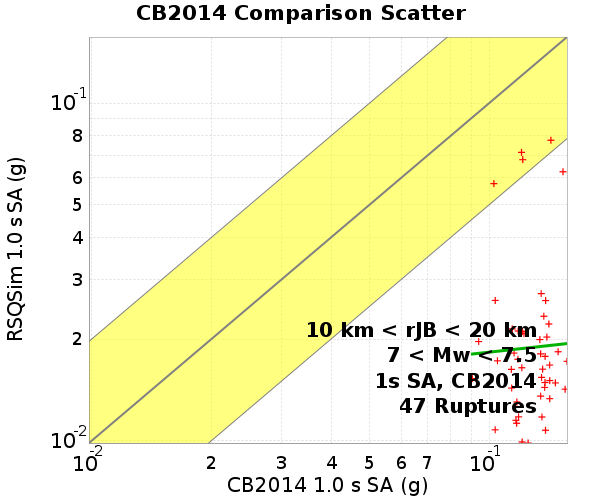 CB2014 Comparison Scatter
RSQSim 1.0 s SA (g)
10^-1
8
6
5
4
3
2
10^-2
10 km < rJB < 20 km
7 < Mw < 7.5
1s SA, CB2014
47 Ruptures
10^-2 2 3 4 5 6 7 10^-1
CB2014 1.0 s SA (g)